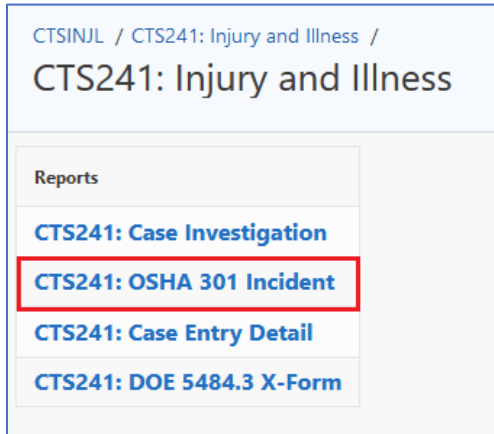 CTSINJL / CTS241: Injury and Illness /
CTS241: Injury and Illness
Reports
CTS241: Case Investigation
CTS241: OSHA 301 Incident
CTS241: Case Entry Detail
CTS241: DOE 5484.3 X-Form